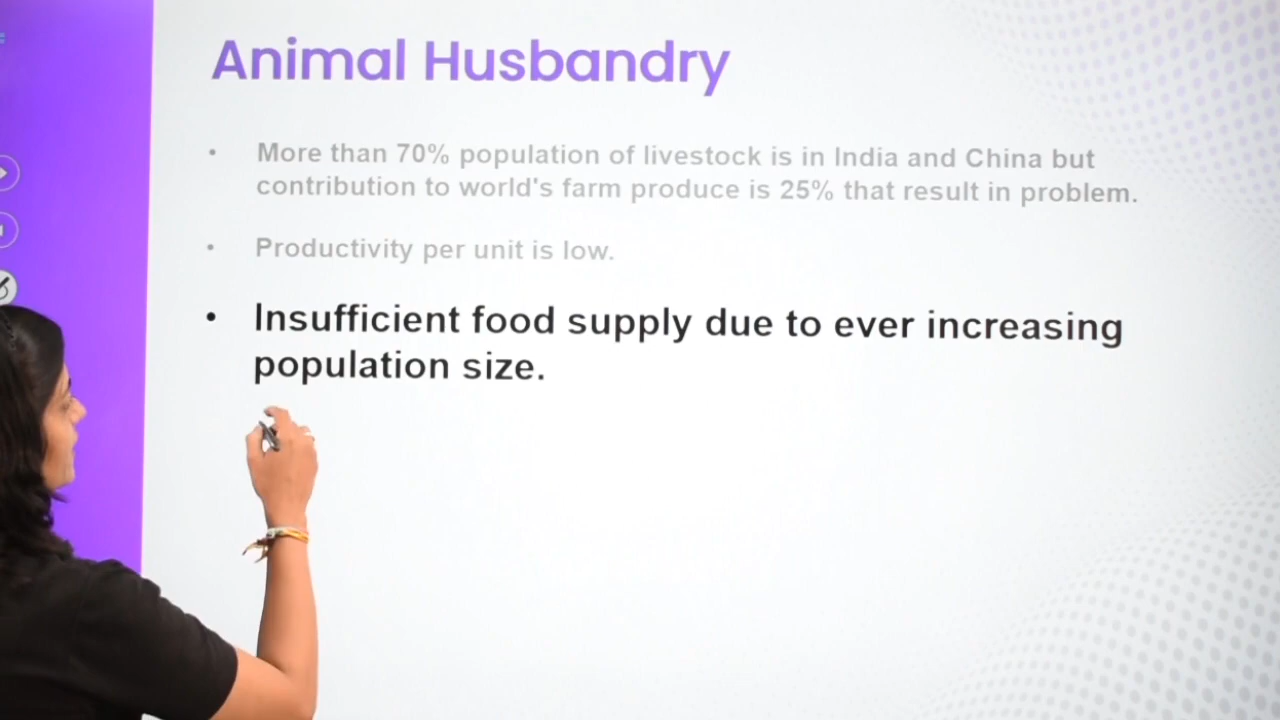 Animal Husbandry
• More than 70% population of livestock is in India and China but
contribution to world's farm produce is 25% that result in problem.
• Productivity per unit is low.
• Insufficient food supply due to ever increasing
population size.